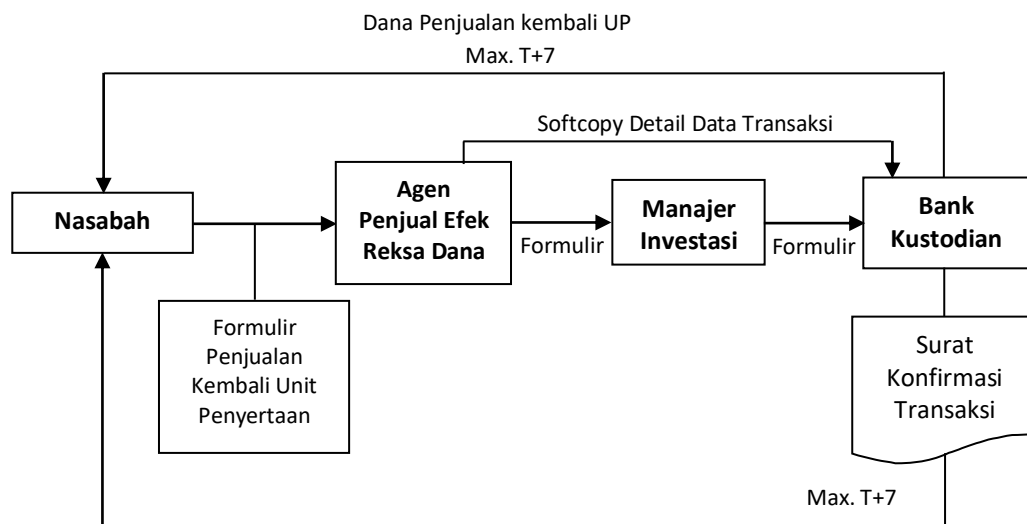 Dana Penjualan kembali UP
Max. T+7
Softcopy Detail Data Transaksi
Nasabah
Agen
Penjual Efek
Reksa Dana
Formulir
Manajer
Investasi
Formulir
Bank
Kustodian
Formulir
Penjualan
Kembali Unit
Penyertaan
Surat
Konfirmasi
Transaksi
Max. T+7